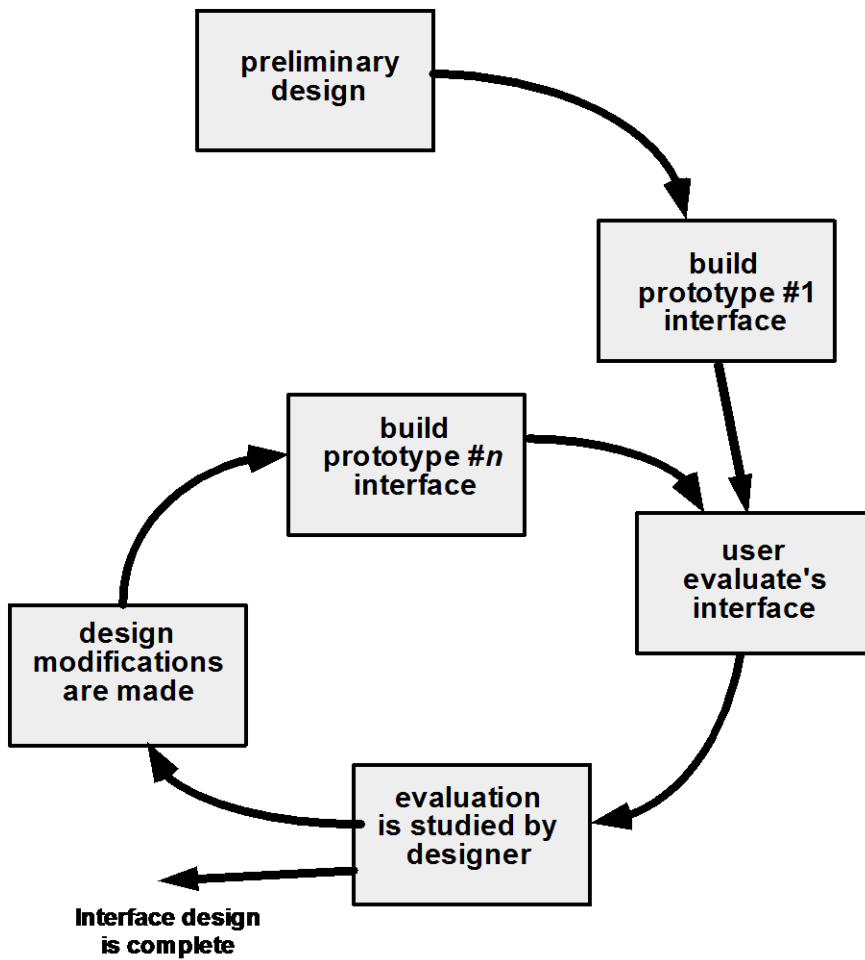 preliminary
design
build
prototype #1
interface
build
prototype #n
interface
user
evaluate's
interface
design
modifications
are made
evaluation
is studied by
designer
Interface design
is complete